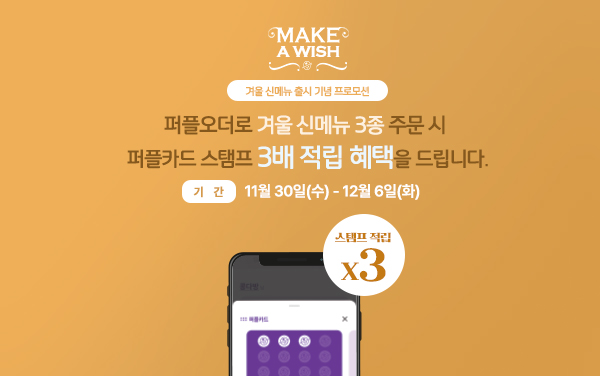 MAKE
A WISH
겨울 신메뉴 출시 기념 프로모션
퍼플오더로 겨울 신메뉴 3종 주문 시
퍼플카드 스탬프 3배 적립 혜택을 드립니다.
기 간 11월 30일(수) - 12월 6일(화)
스탬프 적립
x3
퍼플카드